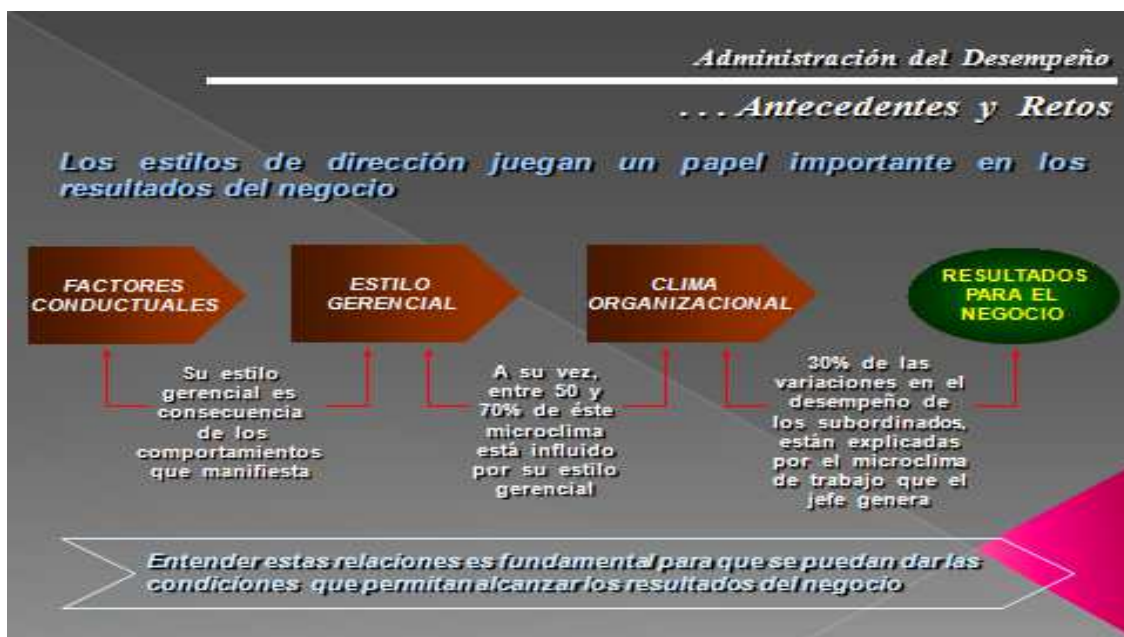 Administración del Desempeño
. . . Antecedentes y Retos
Los estilos de dirección juegan un papel importante en los
resultados del negocio
FACTORES
CONDUCTUALES
ESTILO
GERENCIAL
CLIMA
ORGANIZACIONAL
RESULTADOS
PARA EL
NEGOCIO
Su estilo
gerencial es
consecuencia
de los
comportamientos
que manifiesta
A su vez,
entre 50 y
70% de éste
microclima
está influido
por su estilo
gerencial
30% de las
variaciones en el
desempeño de
los subordinados,
están explicadas
por el microclima
de trabajo que el
jefe genera
Entender estas relaciones es fundamental para que se puedan dar las
condiciones que permitan alcanzar los resultados del negocio